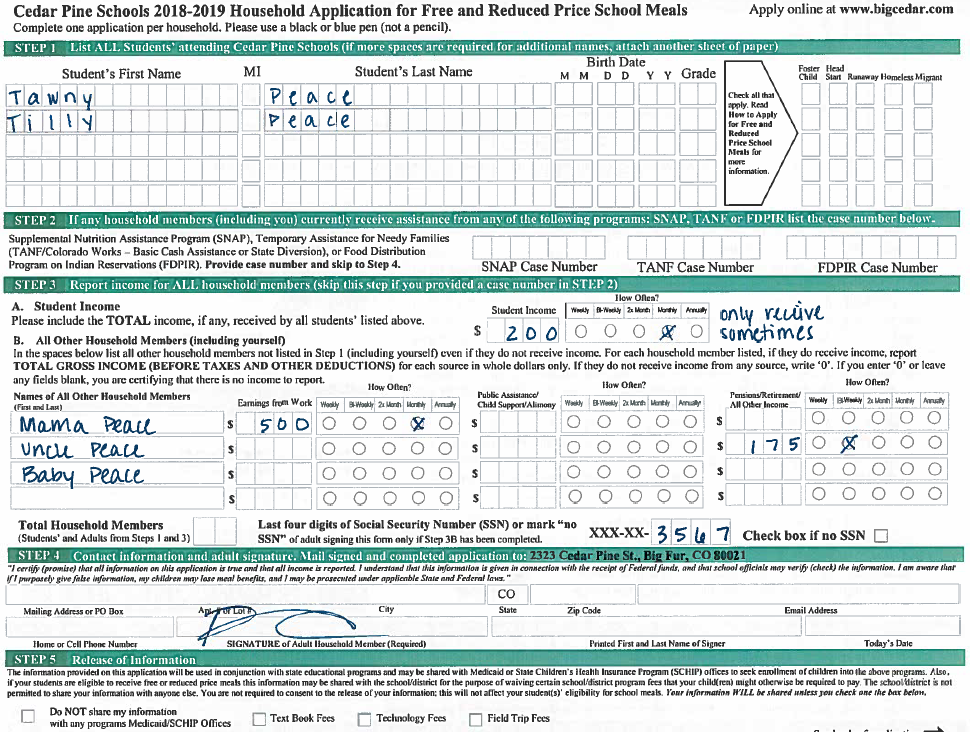 Cedar Pine Schools 2018-2019 Household Application for Free and Reduced Price School Meals
Apply online at www.bigcedar.com
Complete one application per household. Please use a black or blue pen (not a pencil).
STEP 1 List ALL Students' attending Cedar Pine Schools (if more spaces are required for additional names, attach another sheet of paper)
Student's First Name MI Student's Last Name Birth Date M M D D Y Y Grade
Foster Child Head Start Runaway Homeless Migrant
Check all that apply. Read How to Apply for Free and Reduced Price School Meals for more information.
Tawny Peace
Tilly Peace
STEP 2 If any household members (including you) currently receive assistance from any of the following programs: SNAP, TANF or FDPIR list the case number below.
Supplemental Nutrition Assistance Program (SNAP), Temporary Assistance for Needy Families
(TANF/Colorado Works – Basic Cash Assistance or State Diversion), or Food Distribution
Program on Indian Reservations (FDPIR). Provide case number and skip to Step 4.
SNAP Case Number TANF Case Number FDPIR Case Number
STEP 3 Report income for ALL household members (skip this step if you provided a case number in STEP 2)
A. Student Income
Please include the TOTAL income, if any, received by all students' listed above.
Student Income How Often? Weekly Bi-Weekly 2x Month Monthly Annually
$ 200 X only receive
sometimes
B. All Other Household Members (including yourself)
In the spaces below list all other household members not listed in Step 1 (including yourself) even if they do not receive income. For each household member listed, if they do receive income, report
TOTAL GROSS INCOME (BEFORE TAXES AND OTHER DEDUCTIONS) for each source in whole dollars only. If they do not receive income from any source, write '0'. If you enter '0' or leave
any fields blank, you are certifying that there is no income to report.
Names of All Other Household Members (First and Last)
Earnings from Work How Often? Weekly Bi-Weekly 2x Month Monthly Annually
Public Assistance/ Child Support/Alimony How Often? Weekly Bi-Weekly 2x Month Monthly Annually
Pensions/Retirement/ All Other Income How Often? Weekly Bi-Weekly 2x Month Monthly Annually
Mama Peace $ 500 X $ $
Uncle Peace $ $ $ 175 X
Baby Peace $ $ $
$ $ $
Total Household Members
(Students and Adults from Steps 1 and 3)
Last four digits of Social Security Number (SSN) or mark "no
SSN" of adult signing this form only if Step 3B has been completed.
XXX-XX- 3567 Check box if no SSN
STEP 4 Contact information and adult signature. Mail signed and completed application to: 2323 Cedar Pine St., Big Fur, CO 80021
"I certify (promise) that all information on this application is true and that all income is reported. I understand that this information is given in connection with the receipt of Federal funds, and that school officials may verify (check) the information. I am aware that
if I purposely give false information, my children may lose meal benefits, and I may be prosecuted under applicable State and Federal laws."
CO
Mailing Address or PO Box Apt. # or Lot # City State Zip Code Email Address
Home or Cell Phone Number SIGNATURE of Adult Household Member (Required) Printed First and Last Name of Signer Today's Date
STEP 5 Release of Information
The information provided on this application will be used in conjunction with state educational programs and may be shared with Medicaid or State Children's Health Insurance Program (SCHIP) offices to seek enrollment of children into the above programs. Also,
if your students are eligible to receive free or reduced price meals this information may be shared with the school/district for the purpose of waiving certain school/district program fees that your child(ren) might otherwise be required to pay. The school/district is not
permitted to share your information with anyone else. You are not required to consent to the release of your information; this will not affect your student(s)' eligibility for school meals. Your information WILL be shared unless you check one the box below.
Do NOT share my information
with any programs Medicaid/SCHIP Offices
Text Book Fees Technology Fees Field Trip Fees